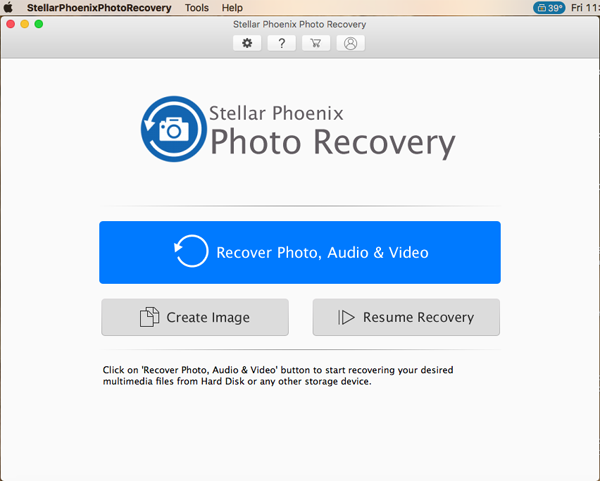 StellarPhoenixPhotoRecovery Tools Help 39° Fri 11:
Stellar Phoenix Photo Recovery
?
Stellar Phoenix
Photo Recovery
Recover Photo, Audio & Video
Create Image
Resume Recovery
Click on 'Recover Photo, Audio & Video' button to start recovering your desired
multimedia files from Hard Disk or any other storage device.